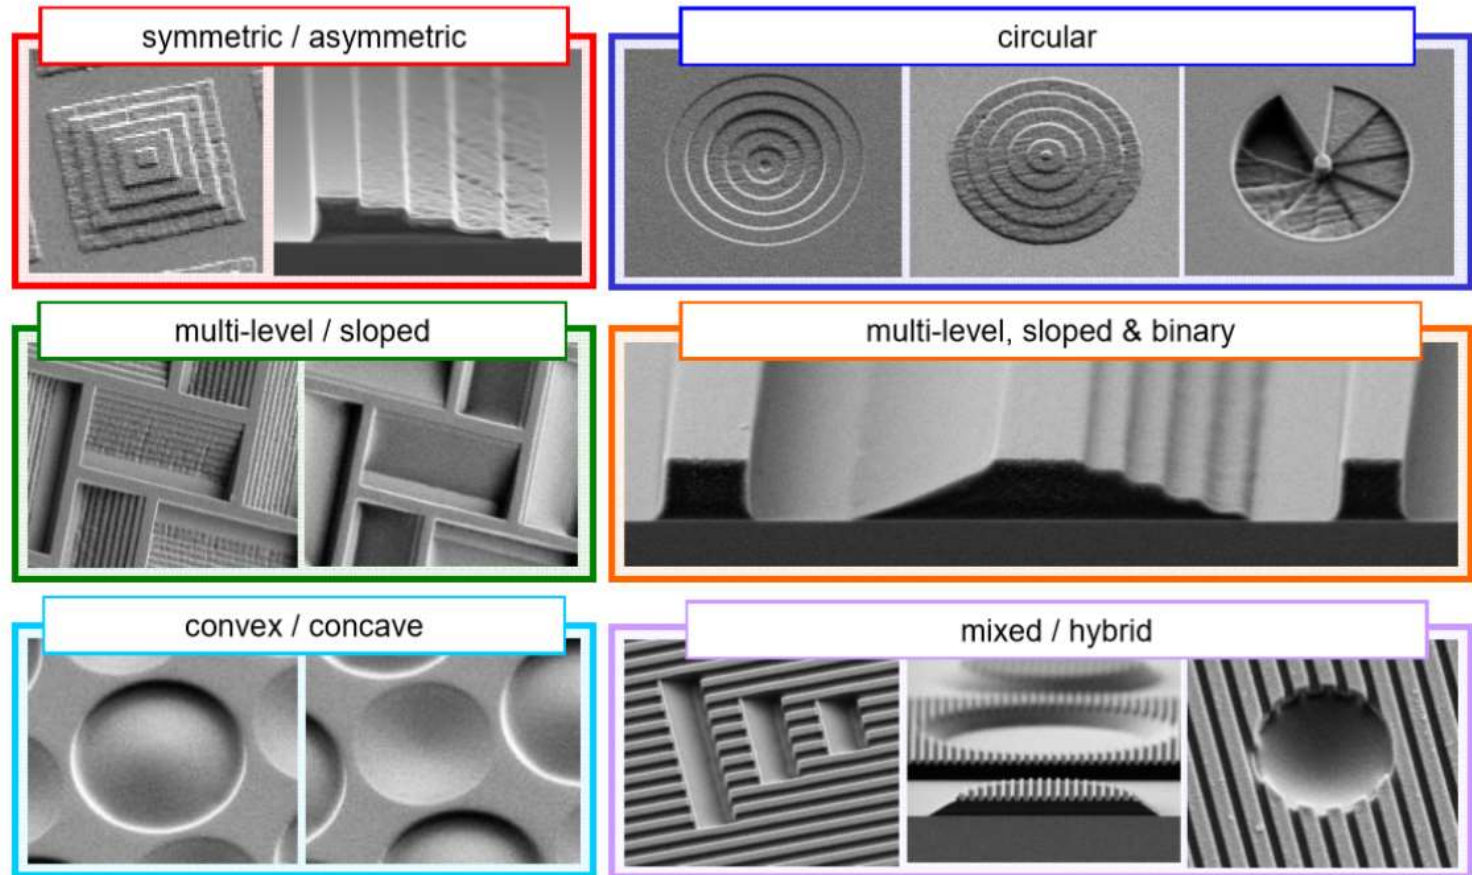 symmetric / asymmetric
circular
multi-level / sloped
multi-level, sloped & binary
convex / concave
mixed / hybrid